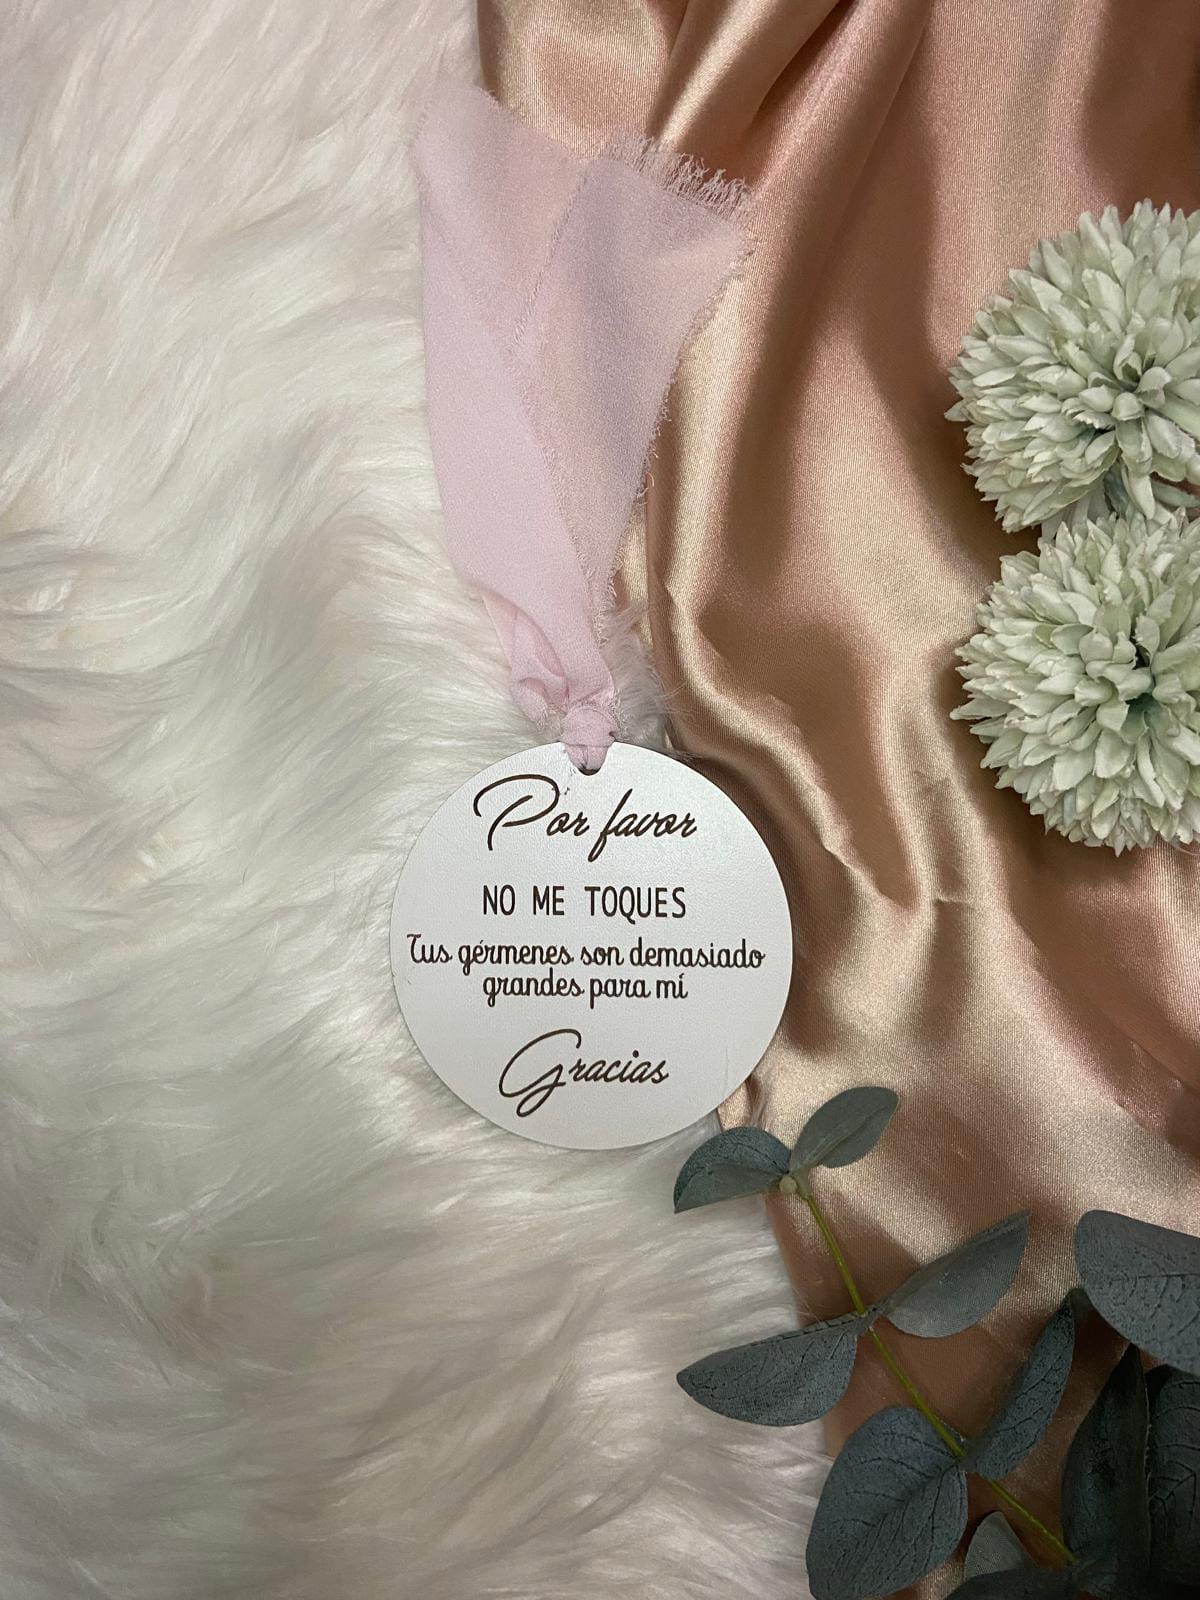 Por favor
NO ME TOQUES
Tus gérmenes son demasiado
grandes para mí
Gracias